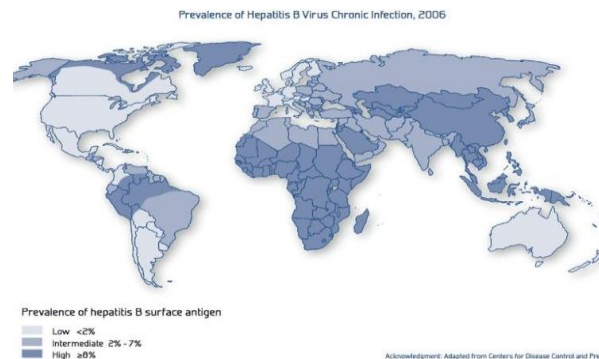 Prevalence of Hepatitis B Virus Chronic Infection, 2006
Prevalence of hepatitis B surface antigen
Low <2%
Intermediate 2% - 7%
High ≥8%
Acknowledgment: Adapted from Centers for Disease Control and Pre